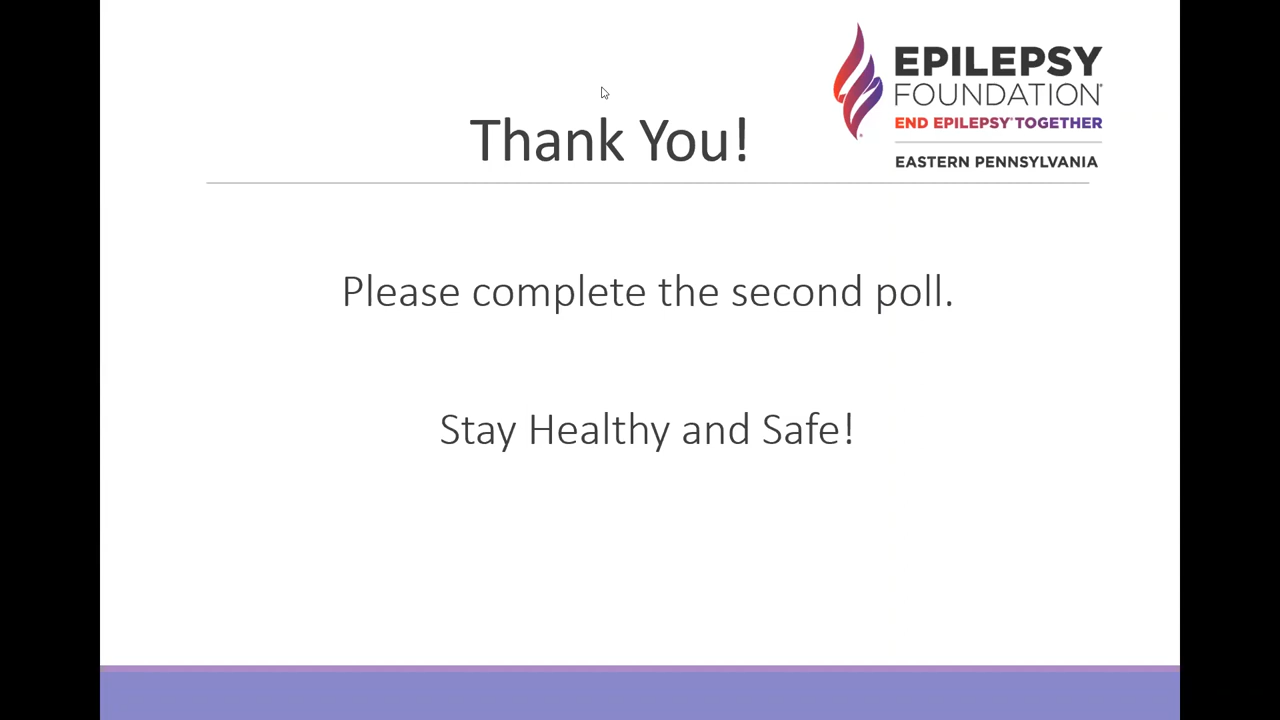 EPILEPSY
FOUNDATION®
END EPILEPSY® TOGETHER
EASTERN PENNSYLVANIA
Thank You!
Please complete the second poll.
Stay Healthy and Safe!